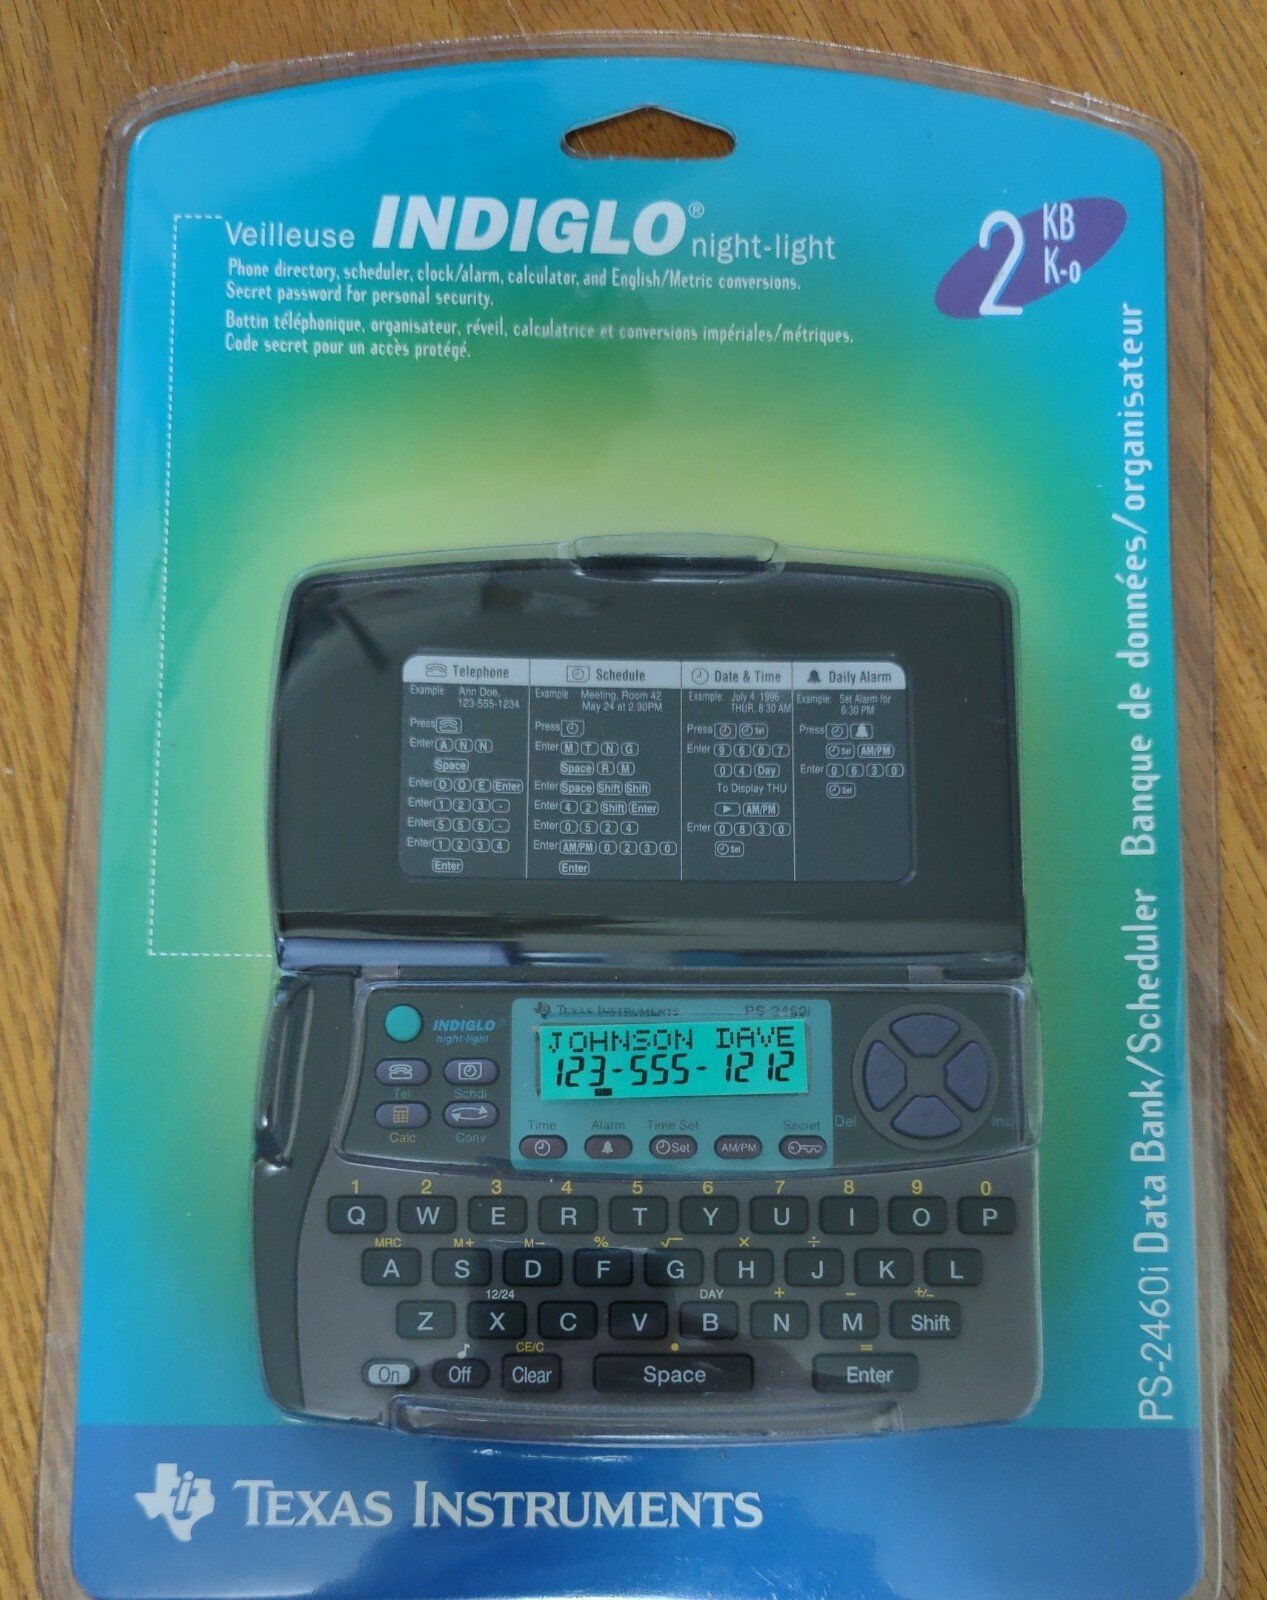 Veilleuse INDIGLO® night-light
Phone directory, scheduler, clock/alarm, calculator, and English/Metric conversions.
Secret password for personal security.
Bottin téléphonique, organisateur, réveil, calculatrice et conversions impériales/métriques.
Code secret pour un accès protégé.
2 KB
K-o
PS-2460i Data Bank/Scheduler Banque de données/organisateur
Telephone
Example: Ann Doe,
123-555-1234
Press
Enter A N N
Space
Enter D O E Enter
Enter 1 2 3 -
Enter 5 5 5 -
Enter 1 2 3 4
Enter
Schedule
Example: Meeting, Room 42
May 24 at 2:30PM
Press
Enter M T N G
Space R M
Enter Space Shift Shift
Enter 4 2 Shift Enter
Enter 0 5 2 4
Enter AM/PM 0 2 3 0
Enter
Date & Time
Example: July 4, 1996
THUR, 8:30 AM
Press Set
Enter 9 6 0 7
0 4 Day
To Display THU
AM/PM
Enter 0 8 3 0
Set
Daily Alarm
Example: Set Alarm for
6:30 PM
Press
Set AM/PM
Enter 0 6 3 0
Set
INDIGLO®
night-light
TEXAS INSTRUMENTS PS-2460i
JOHNSON DAVE
123-555-1212
Tel Schdl
Calc Conv
Time Alarm Time Set Secret
Set AM/PM
Del Ins
1 2 3 4 5 6 7 8 9 0
Q W E R T Y U I O P
MRC M+ M− % √ × ÷
A S D F G H J K L
12/24 DAY + − +/−
Z X C V B N M Shift
♪ CE/C • =
On Off Clear Space Enter
TEXAS INSTRUMENTS